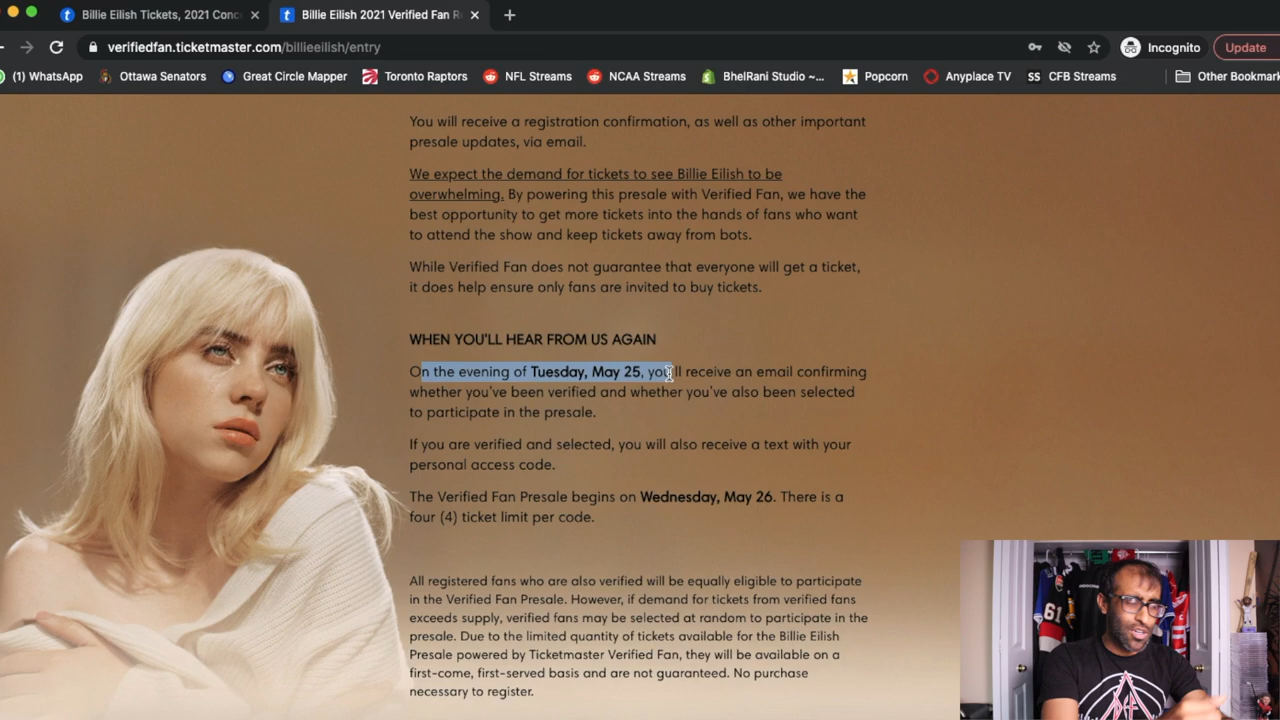 Billie Eilish Tickets, 2021 Conc
Billie Eilish 2021 Verified Fan R
verifiedfan.ticketmaster.com/billieeilish/entry
Incognito
Update
(1) WhatsApp
Ottawa Senators
Great Circle Mapper
Toronto Raptors
NFL Streams
NCAA Streams
BhelRani Studio ~...
Popcorn
Anyplace TV
SS CFB Streams
Other Bookmark
You will receive a registration confirmation, as well as other important
presale updates, via email.
We expect the demand for tickets to see Billie Eilish to be
overwhelming. By powering this presale with Verified Fan, we have the
best opportunity to get more tickets into the hands of fans who want
to attend the show and keep tickets away from bots.
While Verified Fan does not guarantee that everyone will get a ticket,
it does help ensure only fans are invited to buy tickets.
WHEN YOU'LL HEAR FROM US AGAIN
On the evening of Tuesday, May 25, you'll receive an email confirming
whether you've been verified and whether you've also been selected
to participate in the presale.
If you are verified and selected, you will also receive a text with your
personal access code.
The Verified Fan Presale begins on Wednesday, May 26. There is a
four (4) ticket limit per code.
All registered fans who are also verified will be equally eligible to participate
in the Verified Fan Presale. However, if demand for tickets from verified fans
exceeds supply, verified fans may be selected at random to participate in the
presale. Due to the limited quantity of tickets available for the Billie Eilish
Presale powered by Ticketmaster Verified Fan, they will be available on a
first-come, first-served basis and are not guaranteed. No purchase
necessary to register.
61